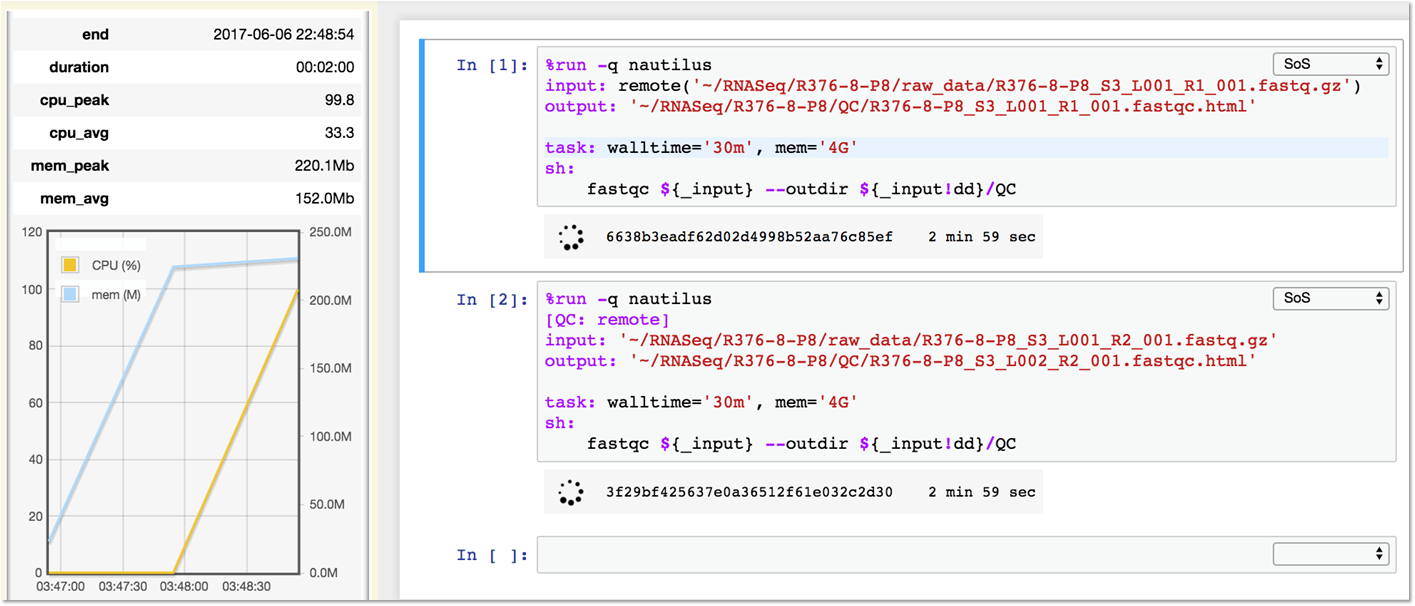 end 2017-06-06 22:48:54
duration 00:02:00
cpu_peak 99.8
cpu_avg 33.3
mem_peak 220.1Mb
mem_avg 152.0Mb
120 250.0M
CPU (%)
mem (M)
100 200.0M
80
150.0M
60
100.0M
40
50.0M
20
0 0.0M
03:47:00 03:47:30 03:48:00 03:48:30
In [1]: %run -q nautilus SoS
input: remote('~/RNASeq/R376-8-P8/raw_data/R376-8-P8_S3_L001_R1_001.fastq.gz')
output: '~/RNASeq/R376-8-P8/QC/R376-8-P8_S3_L001_R1_001.fastqc.html'
task: walltime='30m', mem='4G'
sh:
fastqc ${_input} --outdir ${_input!dd}/QC
6638b3eadf62d02d4998b52aa76c85ef 2 min 59 sec
In [2]: %run -q nautilus SoS
[QC: remote]
input: '~/RNASeq/R376-8-P8/raw_data/R376-8-P8_S3_L001_R2_001.fastq.gz'
output: '~/RNASeq/R376-8-P8/QC/R376-8-P8_S3_L002_R2_001.fastqc.html'
task: walltime='30m', mem='4G'
sh:
fastqc ${_input} --outdir ${_input!dd}/QC
3f29bf425637e0a36512f61e032c2d30 2 min 59 sec
In [ ]: